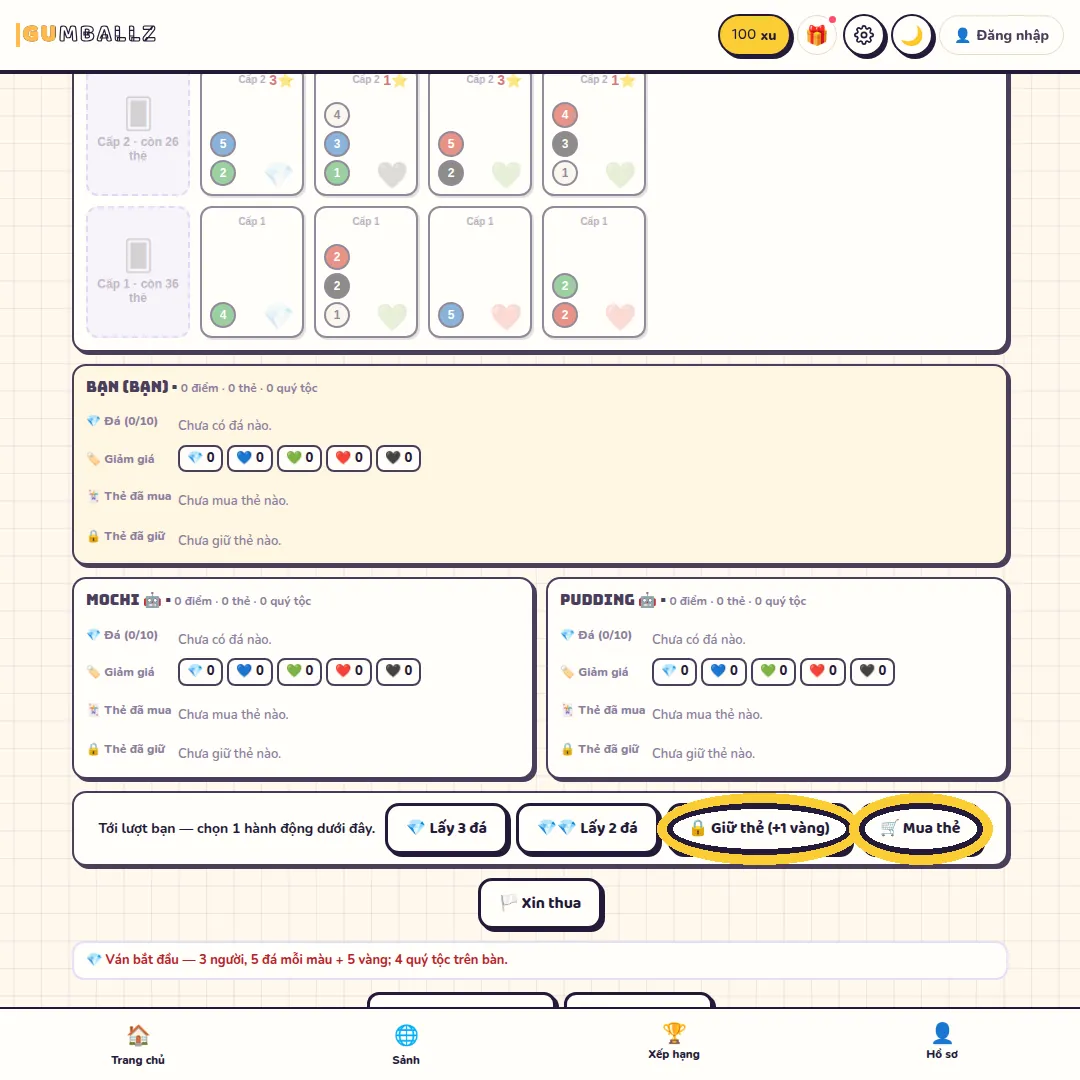 GUMBALLZ
100 xu
Đăng nhập
Cấp 2 - còn 26 thẻ
Cấp 2 3
5
2
Cấp 2 1
4
3
1
Cấp 2 3
5
2
Cấp 2 1
4
3
1
Cấp 1 - còn 36 thẻ
Cấp 1
4
Cấp 1
2
2
1
Cấp 1
5
Cấp 1
2
2
BẠN (BẠN) • 0 điểm · 0 thẻ · 0 quý tộc
Đá (0/10) Chưa có đá nào.
Giảm giá 0 0 0 0 0
Thẻ đã mua Chưa mua thẻ nào.
Thẻ đã giữ Chưa giữ thẻ nào.
MOCHI • 0 điểm · 0 thẻ · 0 quý tộc
Đá (0/10) Chưa có đá nào.
Giảm giá 0 0 0 0 0
Thẻ đã mua Chưa mua thẻ nào.
Thẻ đã giữ Chưa giữ thẻ nào.
PUDDING • 0 điểm · 0 thẻ · 0 quý tộc
Đá (0/10) Chưa có đá nào.
Giảm giá 0 0 0 0 0
Thẻ đã mua Chưa mua thẻ nào.
Thẻ đã giữ Chưa giữ thẻ nào.
Tới lượt bạn — chọn 1 hành động dưới đây.
Lấy 3 đá
Lấy 2 đá
Giữ thẻ (+1 vàng)
Mua thẻ
Xin thua
Ván bắt đầu — 3 người, 5 đá mỗi màu + 5 vàng; 4 quý tộc trên bàn.
Trang chủ
Sảnh
Xếp hạng
Hồ sơ